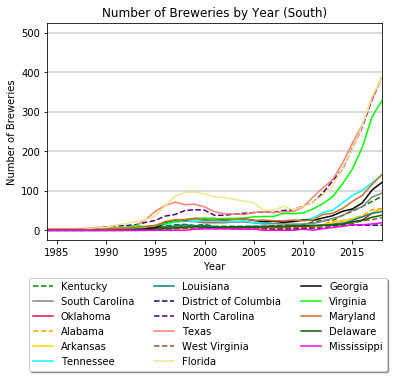 Number of Breweries by Year (South)
500
400
300
200
100
0
Number of Breweries
1985 1990 1995 2000 2005 2010 2015
Year
Kentucky Louisiana Georgia
South Carolina District of Columbia Virginia
Oklahoma North Carolina Maryland
Alabama Texas Delaware
Arkansas West Virginia Mississippi
Tennessee Florida